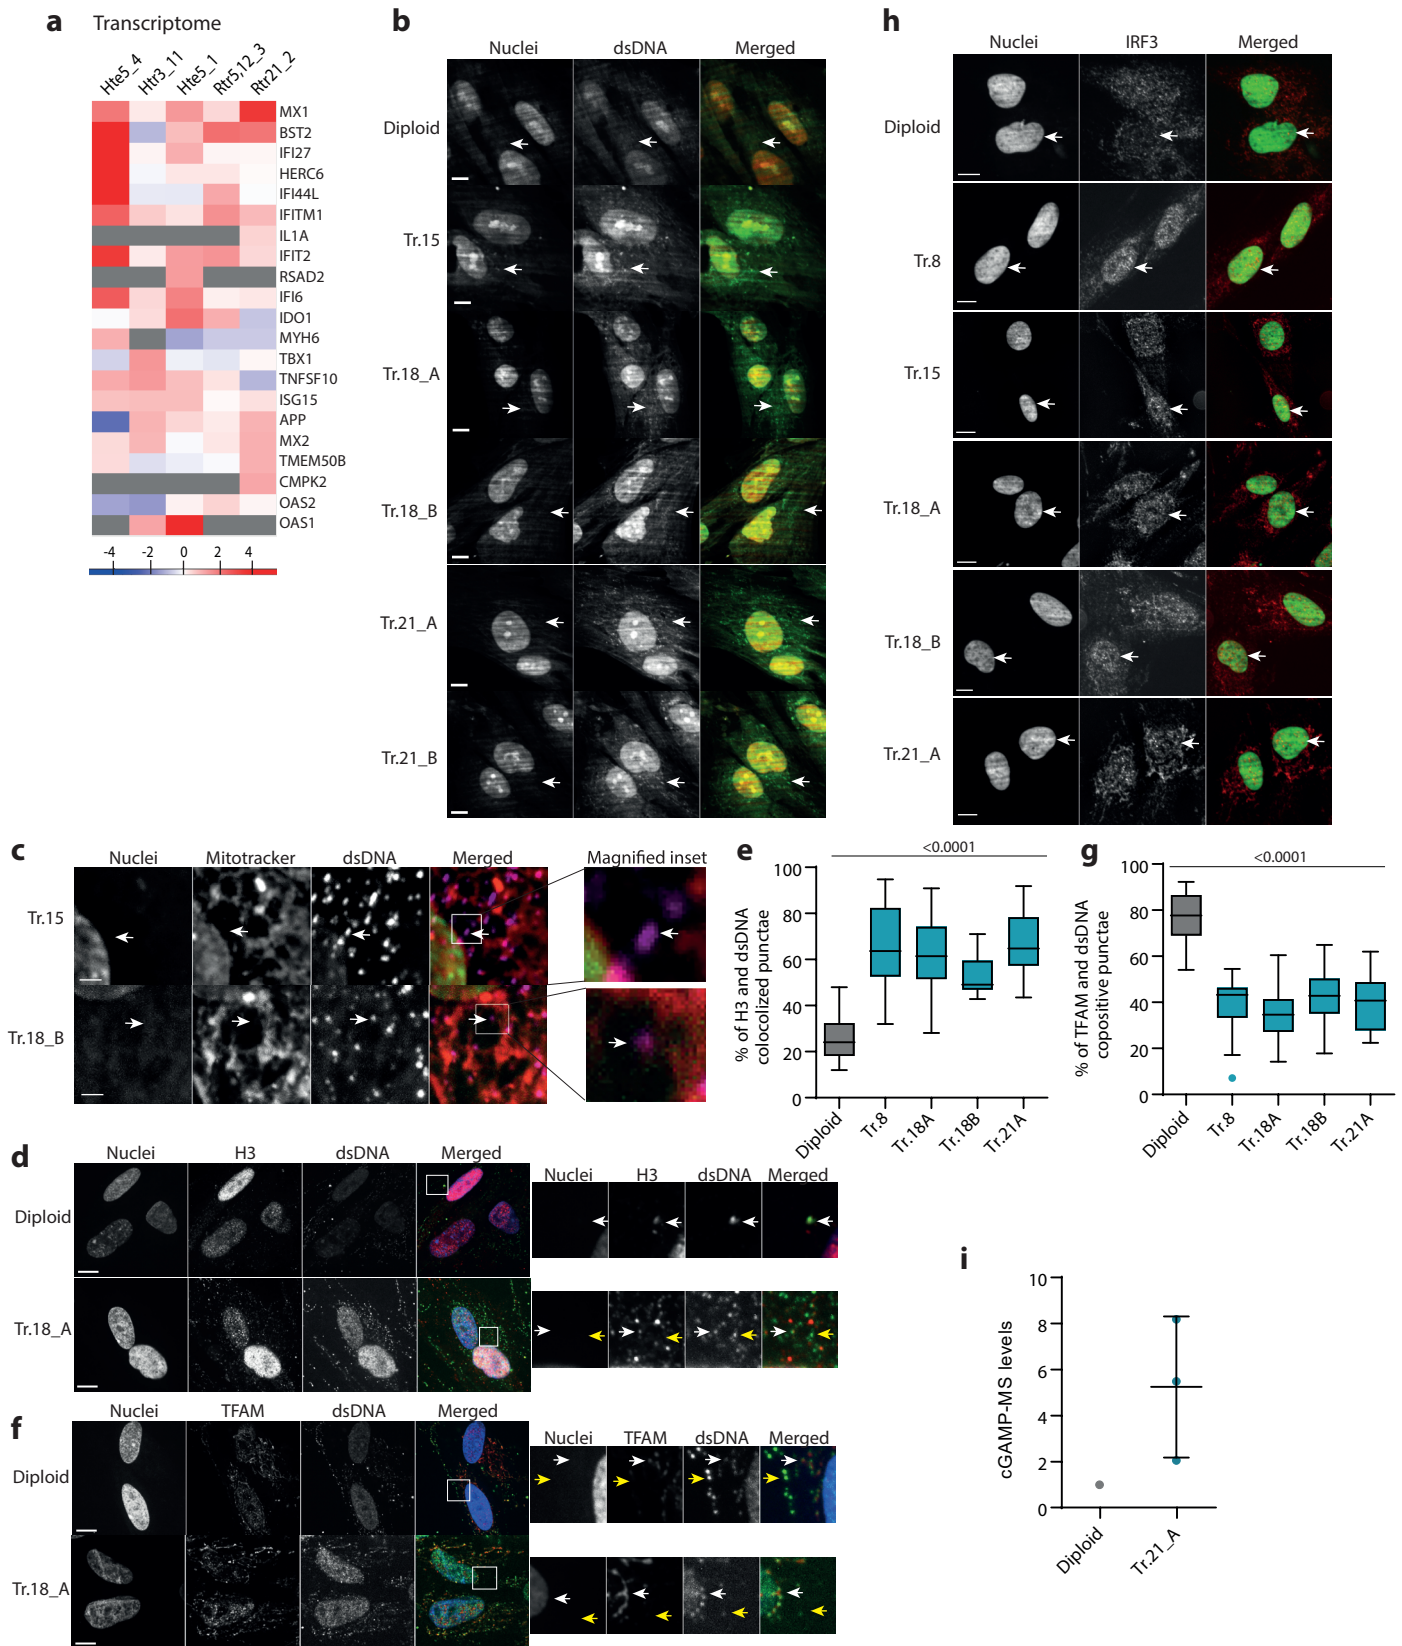 a Transcriptome
Hte5_4 Htr3_11 Hte5_1 Rtr5,12_3 Rtr21_2
MX1
BST2
IFI27
HERC6
IFI44L
IFITM1
IL1A
IFIT2
RSAD2
IFI6
IDO1
MYH6
TBX1
TNFSF10
ISG15
APP
MX2
TMEM50B
CMPK2
OAS2
OAS1
-4 -2 0 2 4
b
Nuclei dsDNA Merged
Diploid
Tr.15
Tr.18_A
Tr.18_B
Tr.21_A
Tr.21_B
h
Nuclei IRF3 Merged
Diploid
Tr.8
Tr.15
Tr.18_A
Tr.18_B
Tr.21_A
c
Nuclei Mitotracker dsDNA Merged Magnified inset
Tr.15
Tr.18_B
e
% of H3 and dsDNA
colocolized punctae
<0.0001
100
80
60
40
20
0
Diploid Tr.8 Tr.18A Tr.18B Tr.21A
g
% of TFAM and dsDNA
copositive punctae
<0.0001
100
80
60
40
20
0
Diploid Tr.8 Tr.18A Tr.18B Tr.21A
d
Nuclei H3 dsDNA Merged
Nuclei H3 dsDNA Merged
Diploid
Tr.18_A
f
Nuclei TFAM dsDNA Merged
Nuclei TFAM dsDNA Merged
Diploid
Tr.18_A
i
cGAMP-MS levels
10
8
6
4
2
0
Diploid Tr.21_A